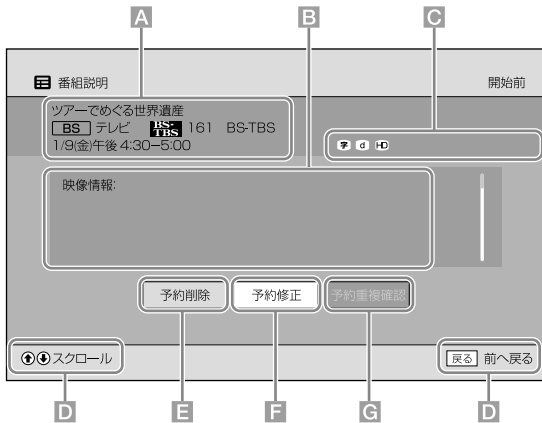 A
B
C
番組説明
開始前
ツアーでめぐる世界遺産
BS テレビ BS-TBS 161 BS-TBS
1/9(金)午後 4:30–5:00
字 d HD
映像情報:
予約削除
予約修正
予約重複確認
スクロール
戻る 前へ戻る
D
E
F
G
D